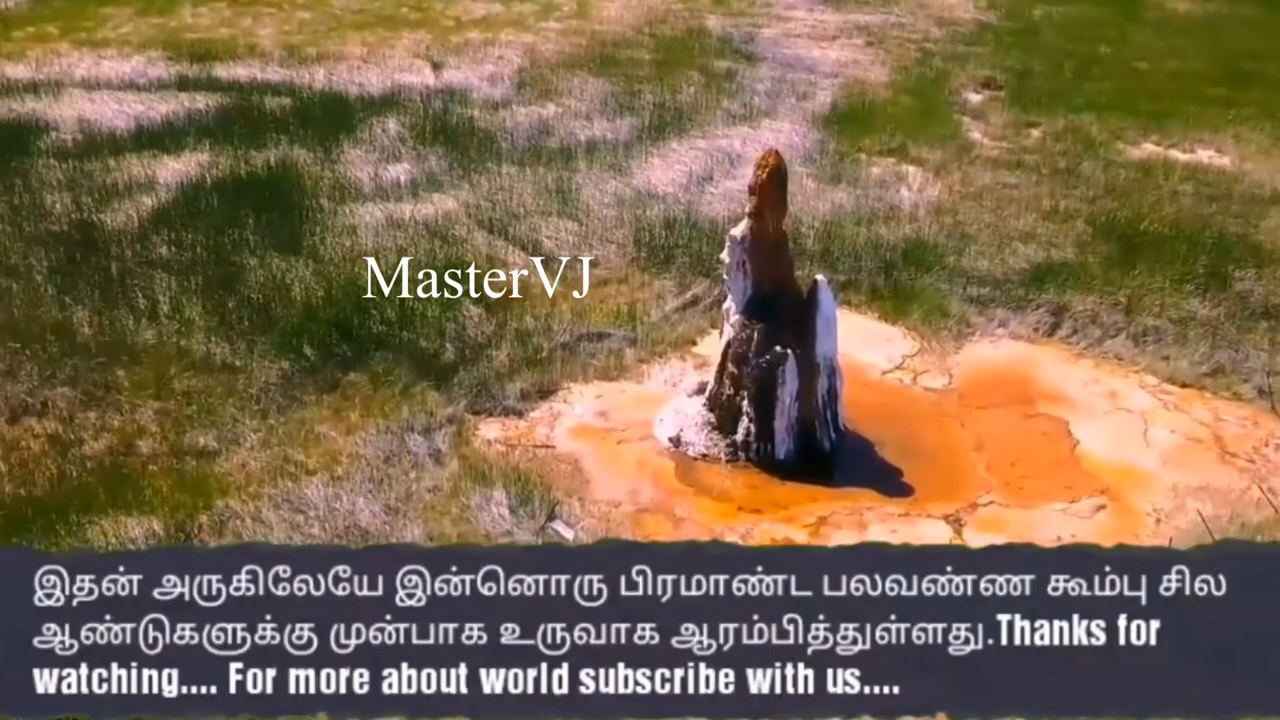 MasterVJ
இதன் அருகிலேயே இன்னொரு பிரமாண்ட பலவண்ண கூம்பு சில
ஆண்டுகளுக்கு முன்பாக உருவாக ஆரம்பித்துள்ளது.Thanks for
watching.... For more about world subscribe with us....